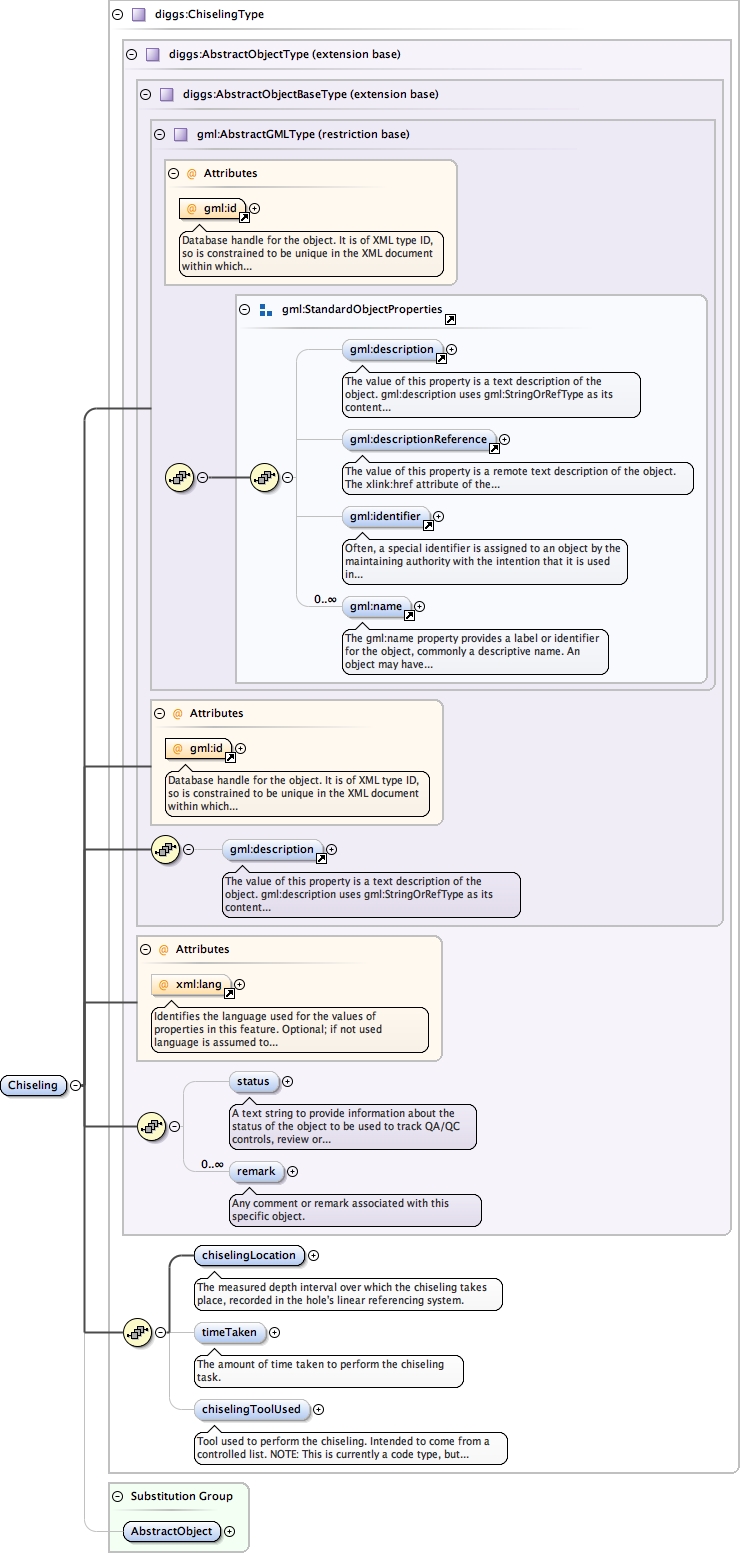 diggs:ChiselingType
diggs:AbstractObjectType (extension base)
diggs:AbstractObjectBaseType (extension base)
gml:AbstractGMLType (restriction base)
@ Attributes
@ gml:id
Database handle for the object. It is of XML type ID,
so is constrained to be unique in the XML document
within which...
gml:StandardObjectProperties
gml:description
The value of this property is a text description of the
object. gml:description uses gml:StringOrRefType as its
content...
gml:descriptionReference
The value of this property is a remote text description of the object.
The xlink:href attribute of the...
gml:identifier
Often, a special identifier is assigned to an object by the
maintaining authority with the intention that it is used
in...
0..∞
gml:name
The gml:name property provides a label or identifier
for the object, commonly a descriptive name. An
object may have...
@ Attributes
@ gml:id
Database handle for the object. It is of XML type ID,
so is constrained to be unique in the XML document
within which...
gml:description
The value of this property is a text description of the
object. gml:description uses gml:StringOrRefType as its
content...
@ Attributes
@ xml:lang
Identifies the language used for the values of
properties in this feature. Optional; if not used
language is assumed to...
Chiseling
status
A text string to provide information about the
status of the object to be used to track QA/QC
controls, review or...
0..∞
remark
Any comment or remark associated with this
specific object.
chiselingLocation
The measured depth interval over which the chiseling takes
place, recorded in the hole's linear referencing system.
timeTaken
The amount of time taken to perform the chiseling
task.
chiselingToolUsed
Tool used to perform the chiseling. Intended to come from a
controlled list. NOTE: This is currently a code type, but...
Substitution Group
AbstractObject